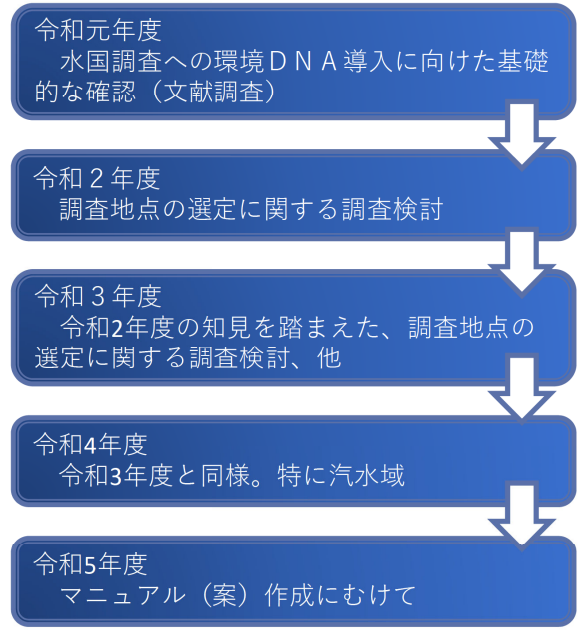 令和元年度
水国調査への環境ＤＮＡ導入に向けた基礎
的な確認（文献調査）
令和２年度
調査地点の選定に関する調査検討
令和３年度
令和2年度の知見を踏まえた、調査地点の
選定に関する調査検討、他
令和4年度
令和3年度と同様。特に汽水域
令和5年度
マニュアル（案）作成にむけて